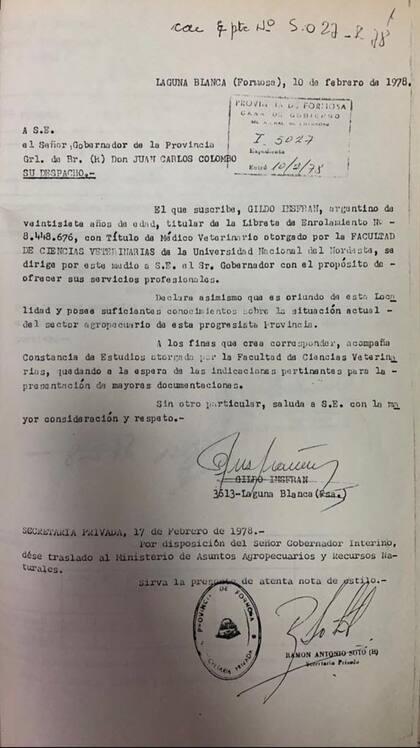 cac Epte Nº 5.027-I-78
LAGUNA BLANCA (Formosa), 10 de febrero de 1978.
PROVINCIA DE FORMOSA
I. 5027
Expediente
Entró 10/2/78
A S.E.
el Señor Gobernador de la Provincia
Grl. de Br. (R) Don JUAN CARLOS COLOMBO
SU DESPACHO.-
El que suscribe, GILDO INSFRAN, argentino de
veintisiete años de edad, titular de la Libreta de Enrolamiento Nº -
8.448.676, con Título de Médico Veterinario otorgado por la FACULTAD
DE CIENCIAS VETERINARIAS de la Universidad Nacional del Nordeste, se
dirige por este medio a S.E. el Sr. Gobernador con el propósito de -
ofrecer sus servicios profesionales.
Declara asimismo que es oriundo de esta Loca
lidad y posee suficientes conocimientos sobre la situación actual -
del sector agropecuario de esta progresista Provincia.
A los fines que crea corresponder, acompaña
Constancia de Estudios otorgada por la Facultad de Ciencias Veterina
rias, quedando a la espera de las indicaciones pertinentes para la -
presentación de mayores documentaciones.
Sin otro particular, saluda a S.E. con la ma
yor consideración y respeto.-
GILDO INSFRAN
3613-Laguna Blanca (Fsa.)
SECRETARIA PRIVADA, 17 de Febrero de 1978.-
Por disposición del Señor Gobernador Interino,
dése traslado al Ministerio de Asuntos Agropecuarios y Recursos Na-
turales.
Sirva la presente de atenta nota de estilo.-
PROVINCIA DE FORMOSA
PRIVADA
RAMON ANTONIO SOTO (H)
Secretario Privado